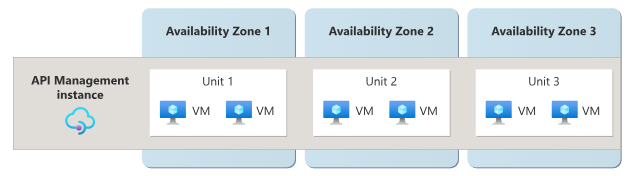 Availability Zone 1
Availability Zone 2
Availability Zone 3
API Management
instance
Unit 1
VM
VM
Unit 2
VM
VM
Unit 3
VM
VM